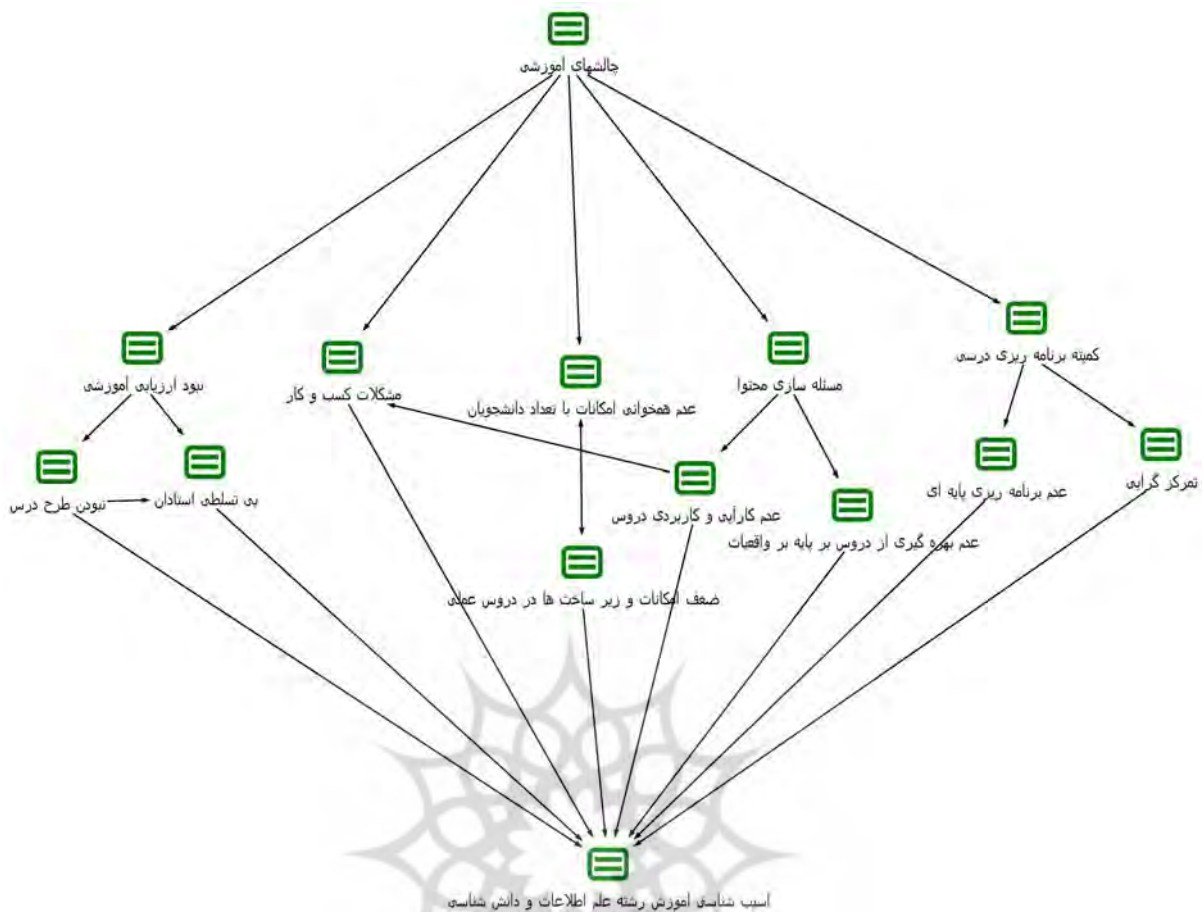 چالشهای آموزشی
کمیته برنامه ریزی درسی
مسئله سازی محتوا
عدم همخوانی امکانات با تعداد دانشجویان
مشکلات کسب و کار
نبود ارزیابی آموزشی
تمرکز گرایی
عدم برنامه ریزی پایه ای
عدم بهره گیری از دروس بر پایه بر واقعیات
عدم کارآیی و کاربردی دروس
بی تسلطی استادان
نبودن طرح درس
ضعف امکانات و زیر ساخت ها در دروس عملی
آسیب شناسی آموزش رشته علم اطلاعات و دانش شناسی